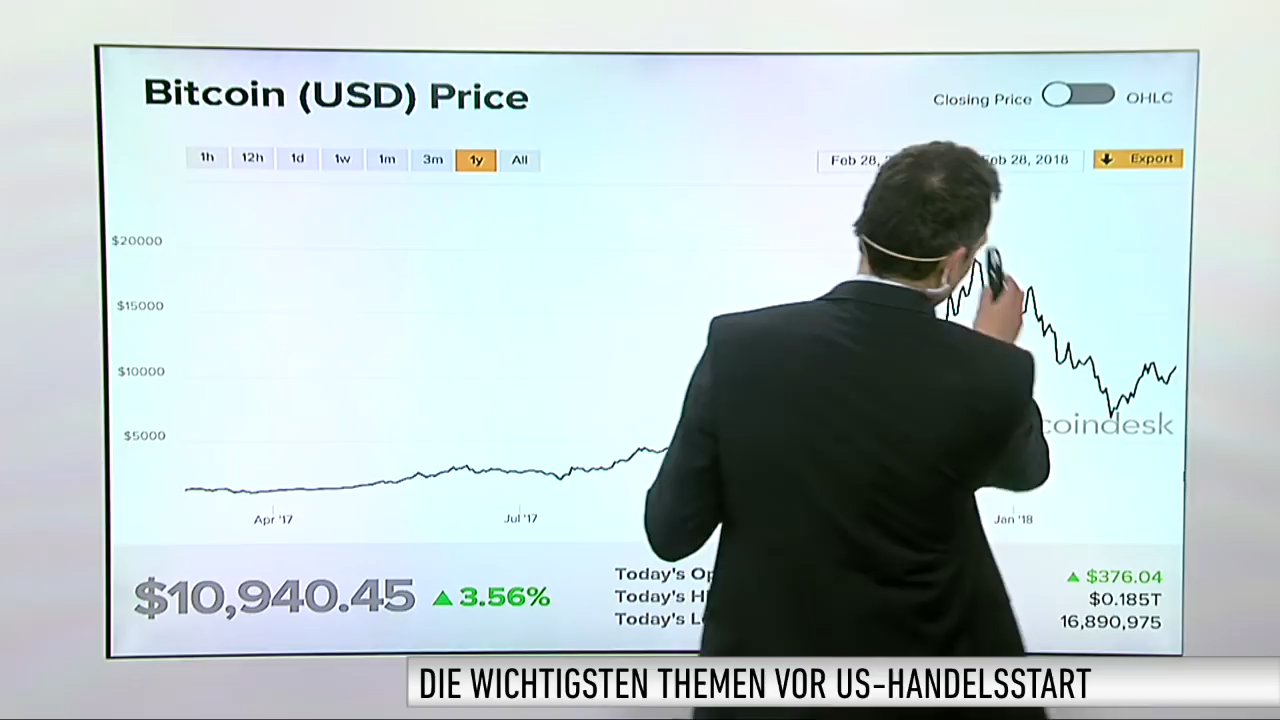 Bitcoin (USD) Price
Closing Price OHLC
1h 12h 1d 1w 1m 3m 1y All
Feb 28, Feb 28, 2018 Export
$20000
$15000
$10000
$5000
coindesk
Apr '17 Jul '17 Jan '18
$10,940.45 3.56%
Today's $376.04
Today's $0.185T
Today's 16,890,975
DIE WICHTIGSTEN THEMEN VOR US-HANDELSSTART